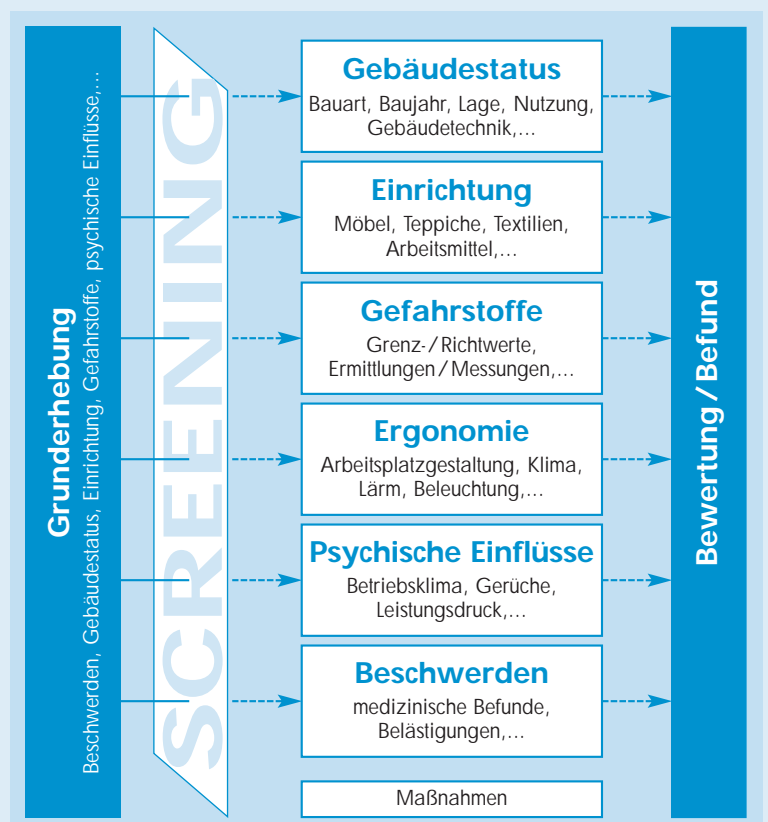 Grunderhebung
Beschwerden, Gebäudestatus, Einrichtung, Gefahrstoffe, psychische Einflüsse,...
SCREENING
Gebäudestatus
Bauart, Baujahr, Lage, Nutzung,
Gebäudetechnik,...
Einrichtung
Möbel, Teppiche, Textilien,
Arbeitsmittel,...
Gefahrstoffe
Grenz-/Richtwerte,
Ermittlungen/Messungen,...
Ergonomie
Arbeitsplatzgestaltung, Klima,
Lärm, Beleuchtung,...
Psychische Einflüsse
Betriebsklima, Gerüche,
Leistungsdruck,...
Beschwerden
medizinische Befunde,
Belästigungen,...
Maßnahmen
Bewertung/Befund